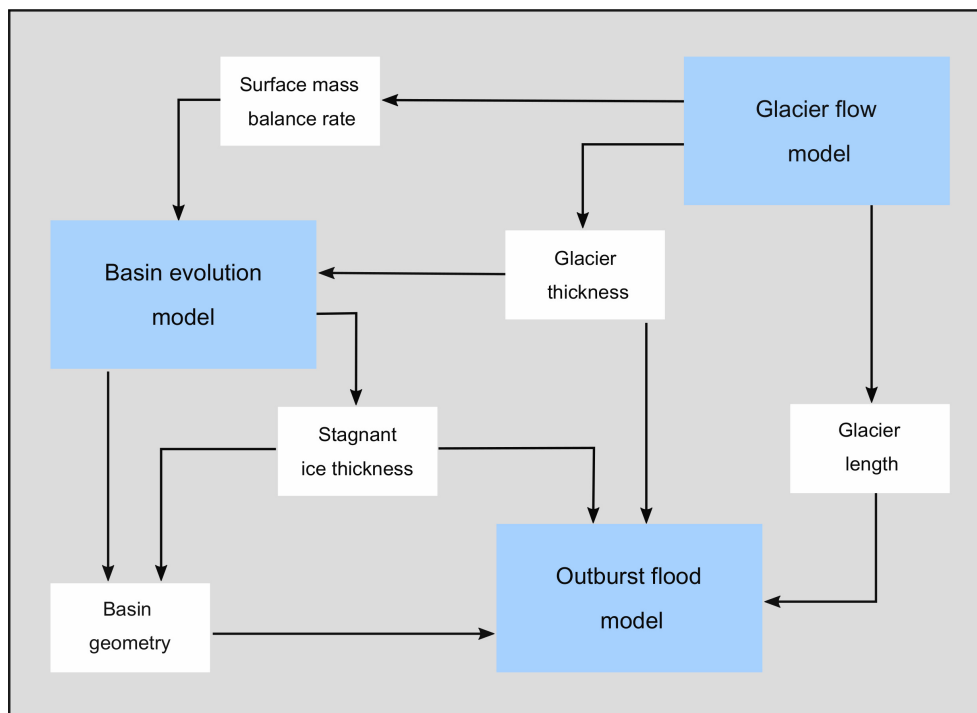 Surface mass
balance rate
Glacier flow
model
Basin evolution
model
Glacier
thickness
Stagnant
ice thickness
Glacier
length
Outburst flood
model
Basin
geometry